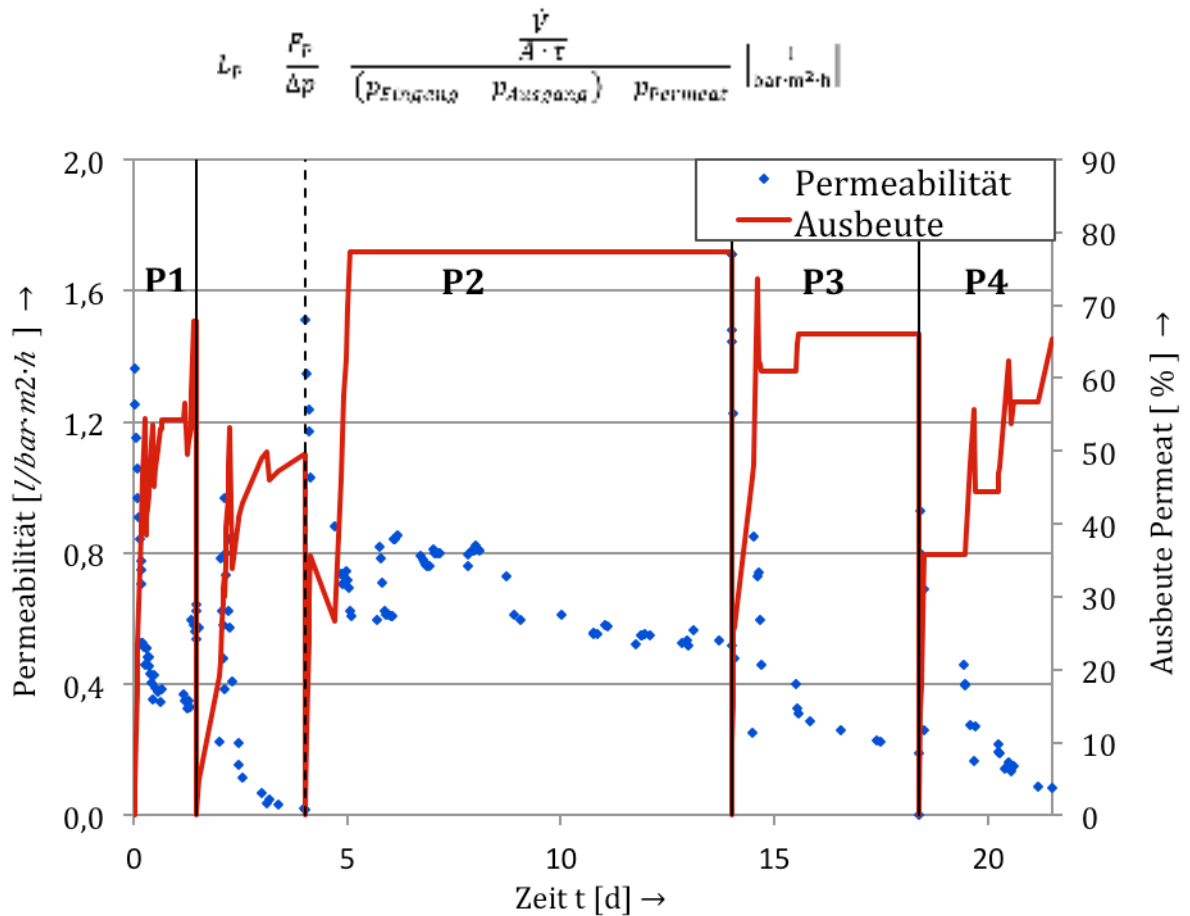 L_P F_P/Δp V̇/(A · τ) / (p_Eingang p_Ausgang) p_Permeat | l/bar·m²·h |
2,0
1,6
1,2
0,8
0,4
0,0
90
80
70
60
50
40
30
20
10
0
Permeabilität
Ausbeute
P1
P2
P3
P4
0
5
10
15
20
Permeabilität [l//bar·m2·h ] →
Ausbeute Permeat [ % ] →
Zeit t [d] →